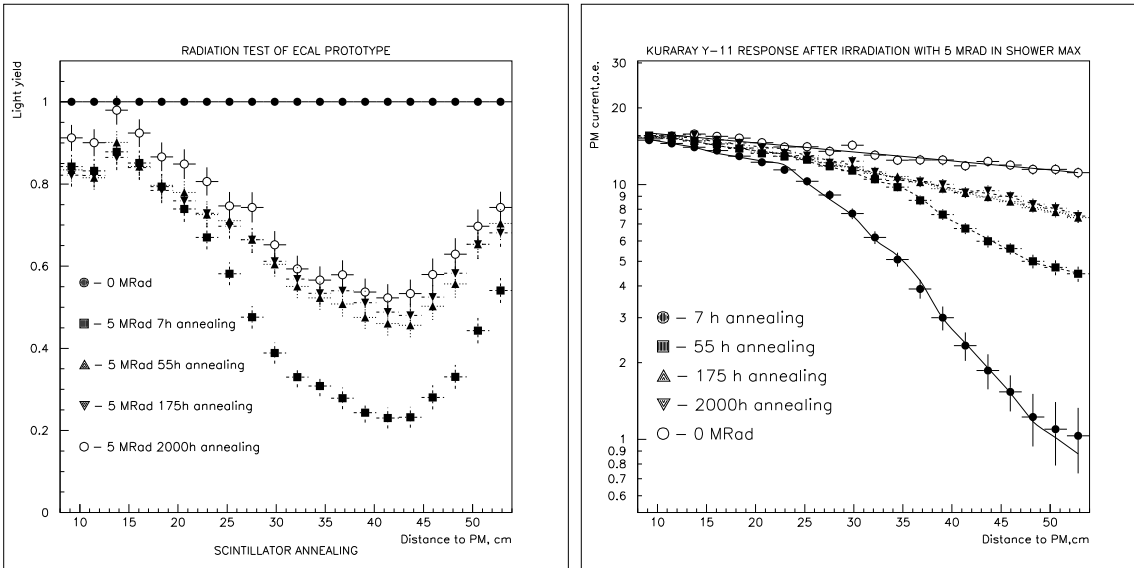 RADIATION TEST OF ECAL PROTOTYPE
Light yield
1
0.8
0.6
0.4
0.2
0
● – 0 MRad
■ – 5 MRad 7h annealing
▲ – 5 MRad 55h annealing
▼ – 5 MRad 175h annealing
○ – 5 MRad 2000h annealing
10 15 20 25 30 35 40 45 50
Distance to PM, cm
SCINTILLATOR ANNEALING
KURARAY Y-11 RESPONSE AFTER IRRADIATION WITH 5 MRAD IN SHOWER MAX
PM current,a.e.
30
20
10
9
8
7
6
5
4
3
2
1
0.9
0.8
0.7
0.6
● – 7 h annealing
■ – 55 h annealing
▲ – 175 h annealing
▼ – 2000h annealing
○ – 0 MRad
10 15 20 25 30 35 40 45 50
Distance to PM,cm